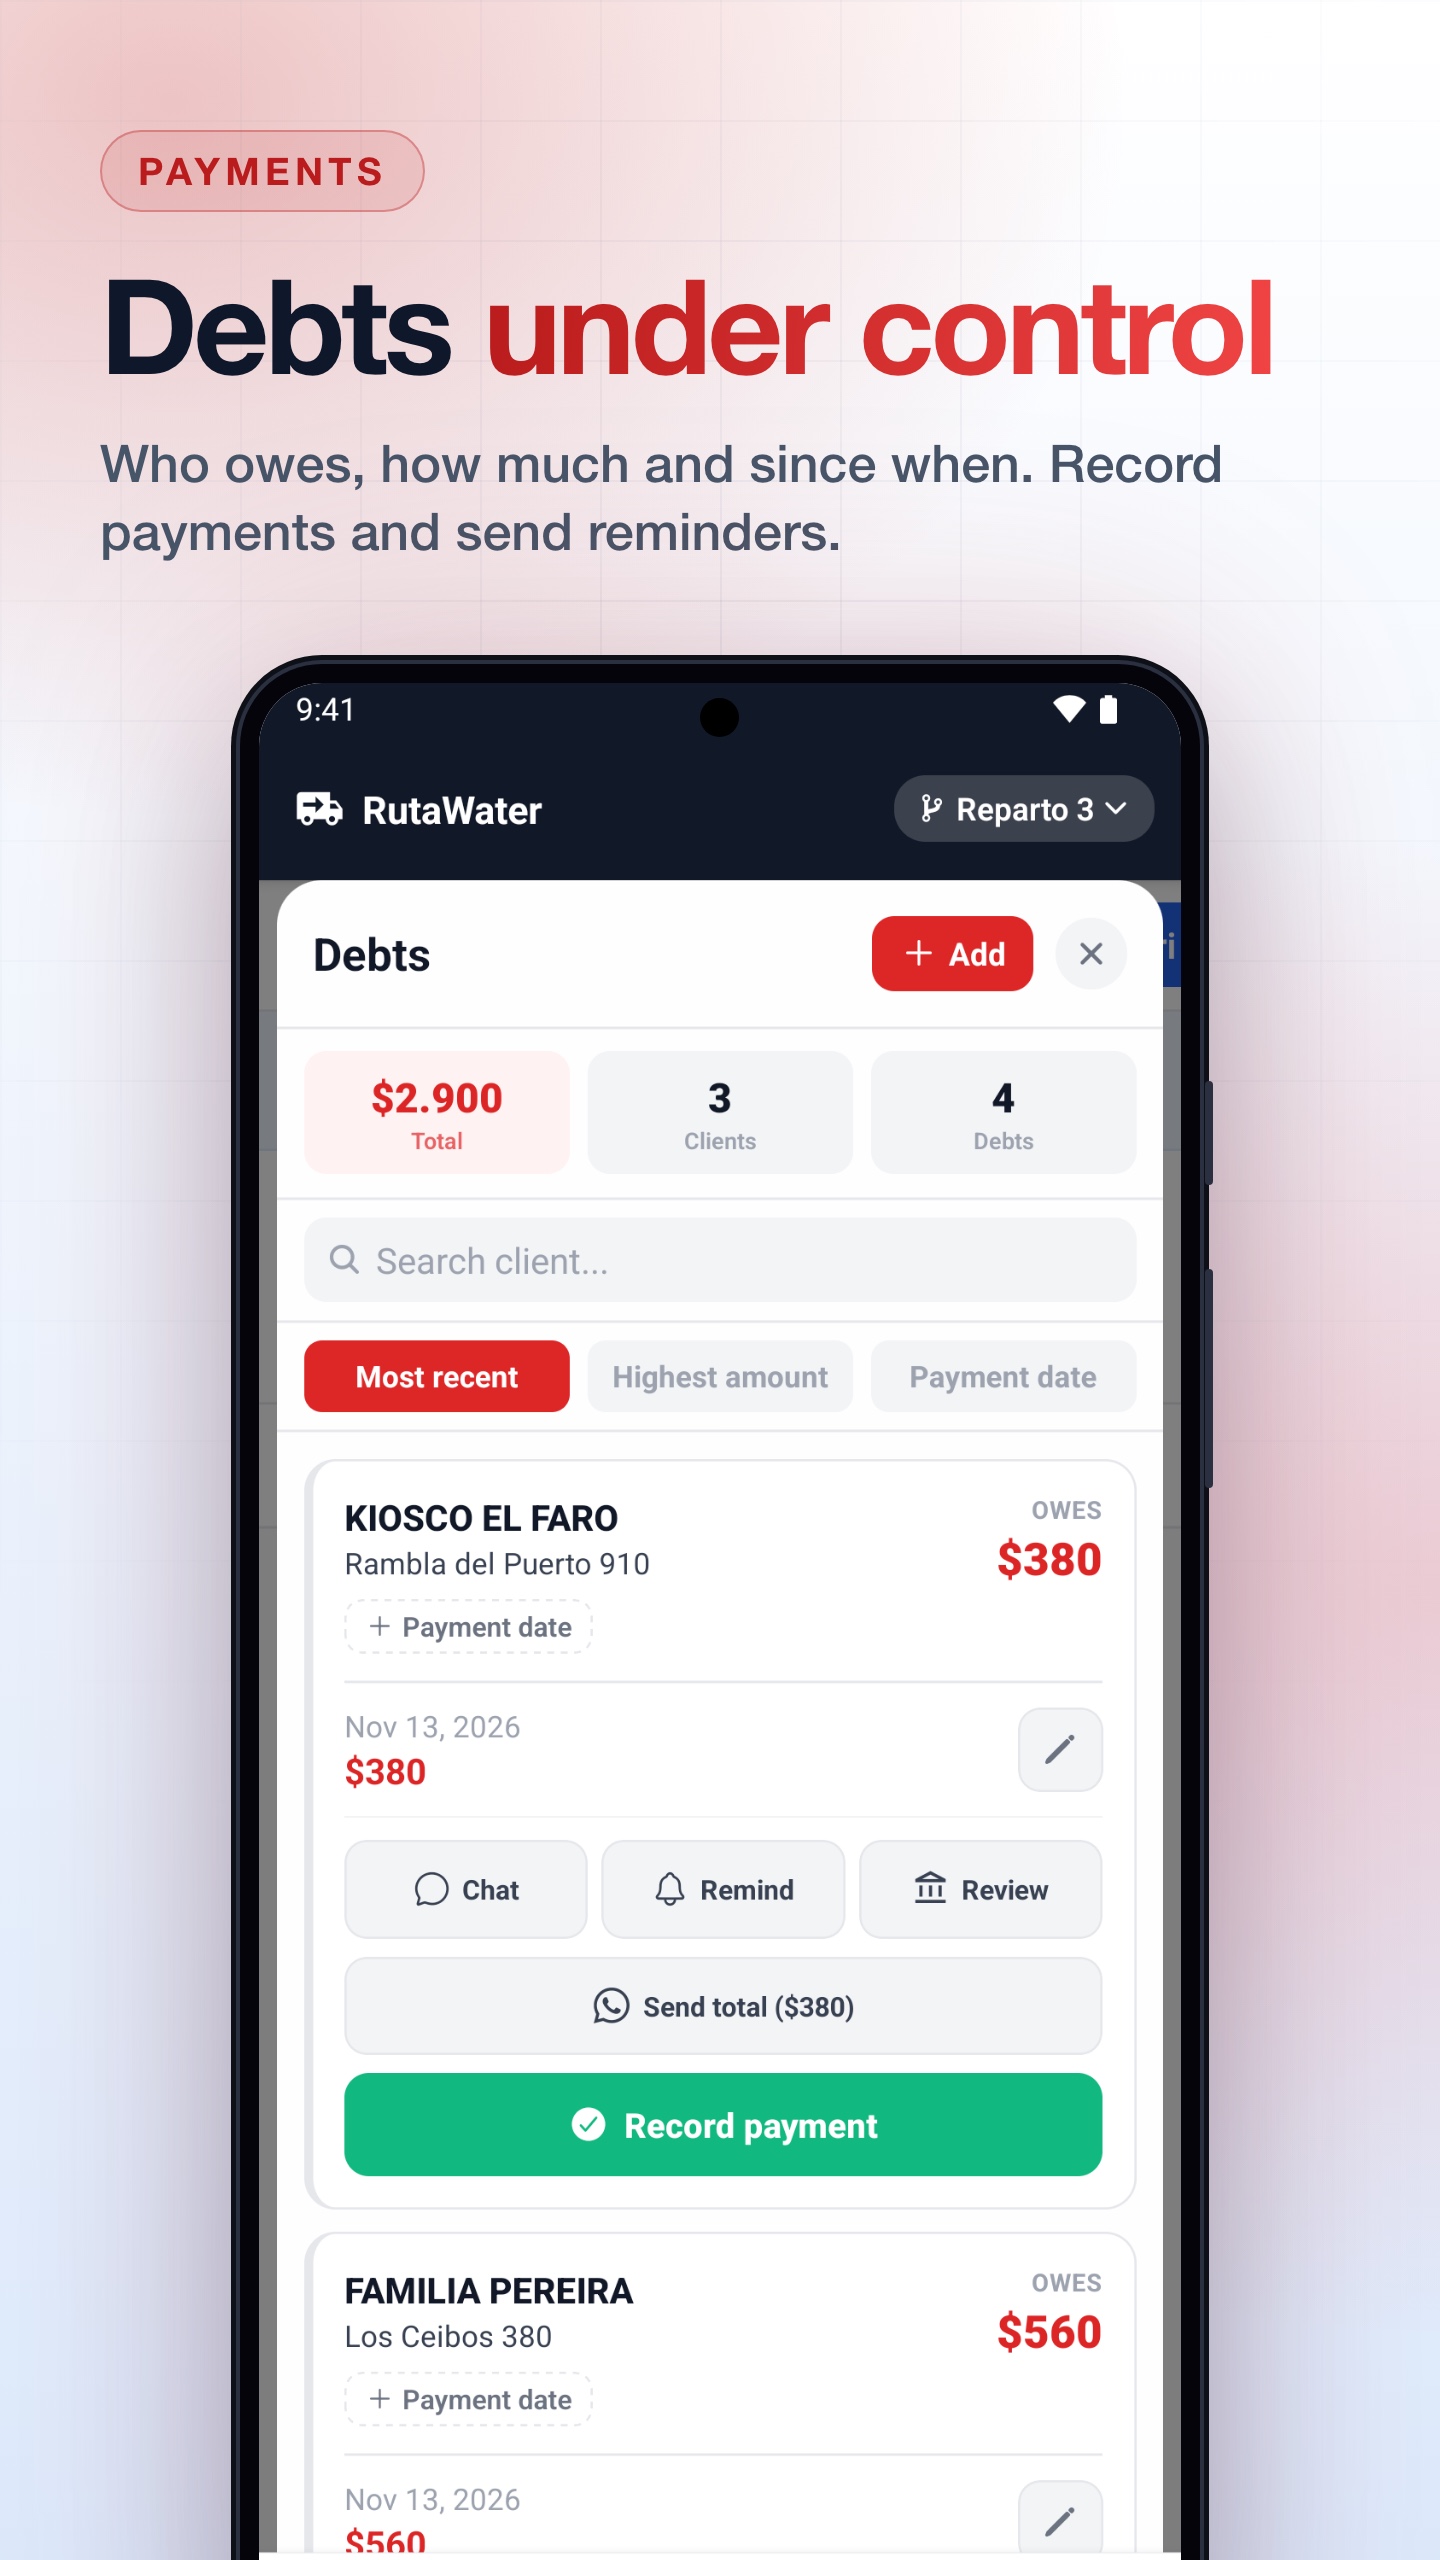 PAYMENTS
Debts under control
Who owes, how much and since when. Record
payments and send reminders.
9:41
RutaWater
Reparto 3
Debts
+ Add
$2.900
Total
3
Clients
4
Debts
Search client...
Most recent
Highest amount
Payment date
KIOSCO EL FARO
OWES
Rambla del Puerto 910
$380
+ Payment date
Nov 13, 2026
$380
Chat
Remind
Review
Send total ($380)
Record payment
FAMILIA PEREIRA
OWES
Los Ceibos 380
$560
+ Payment date
Nov 13, 2026
$560